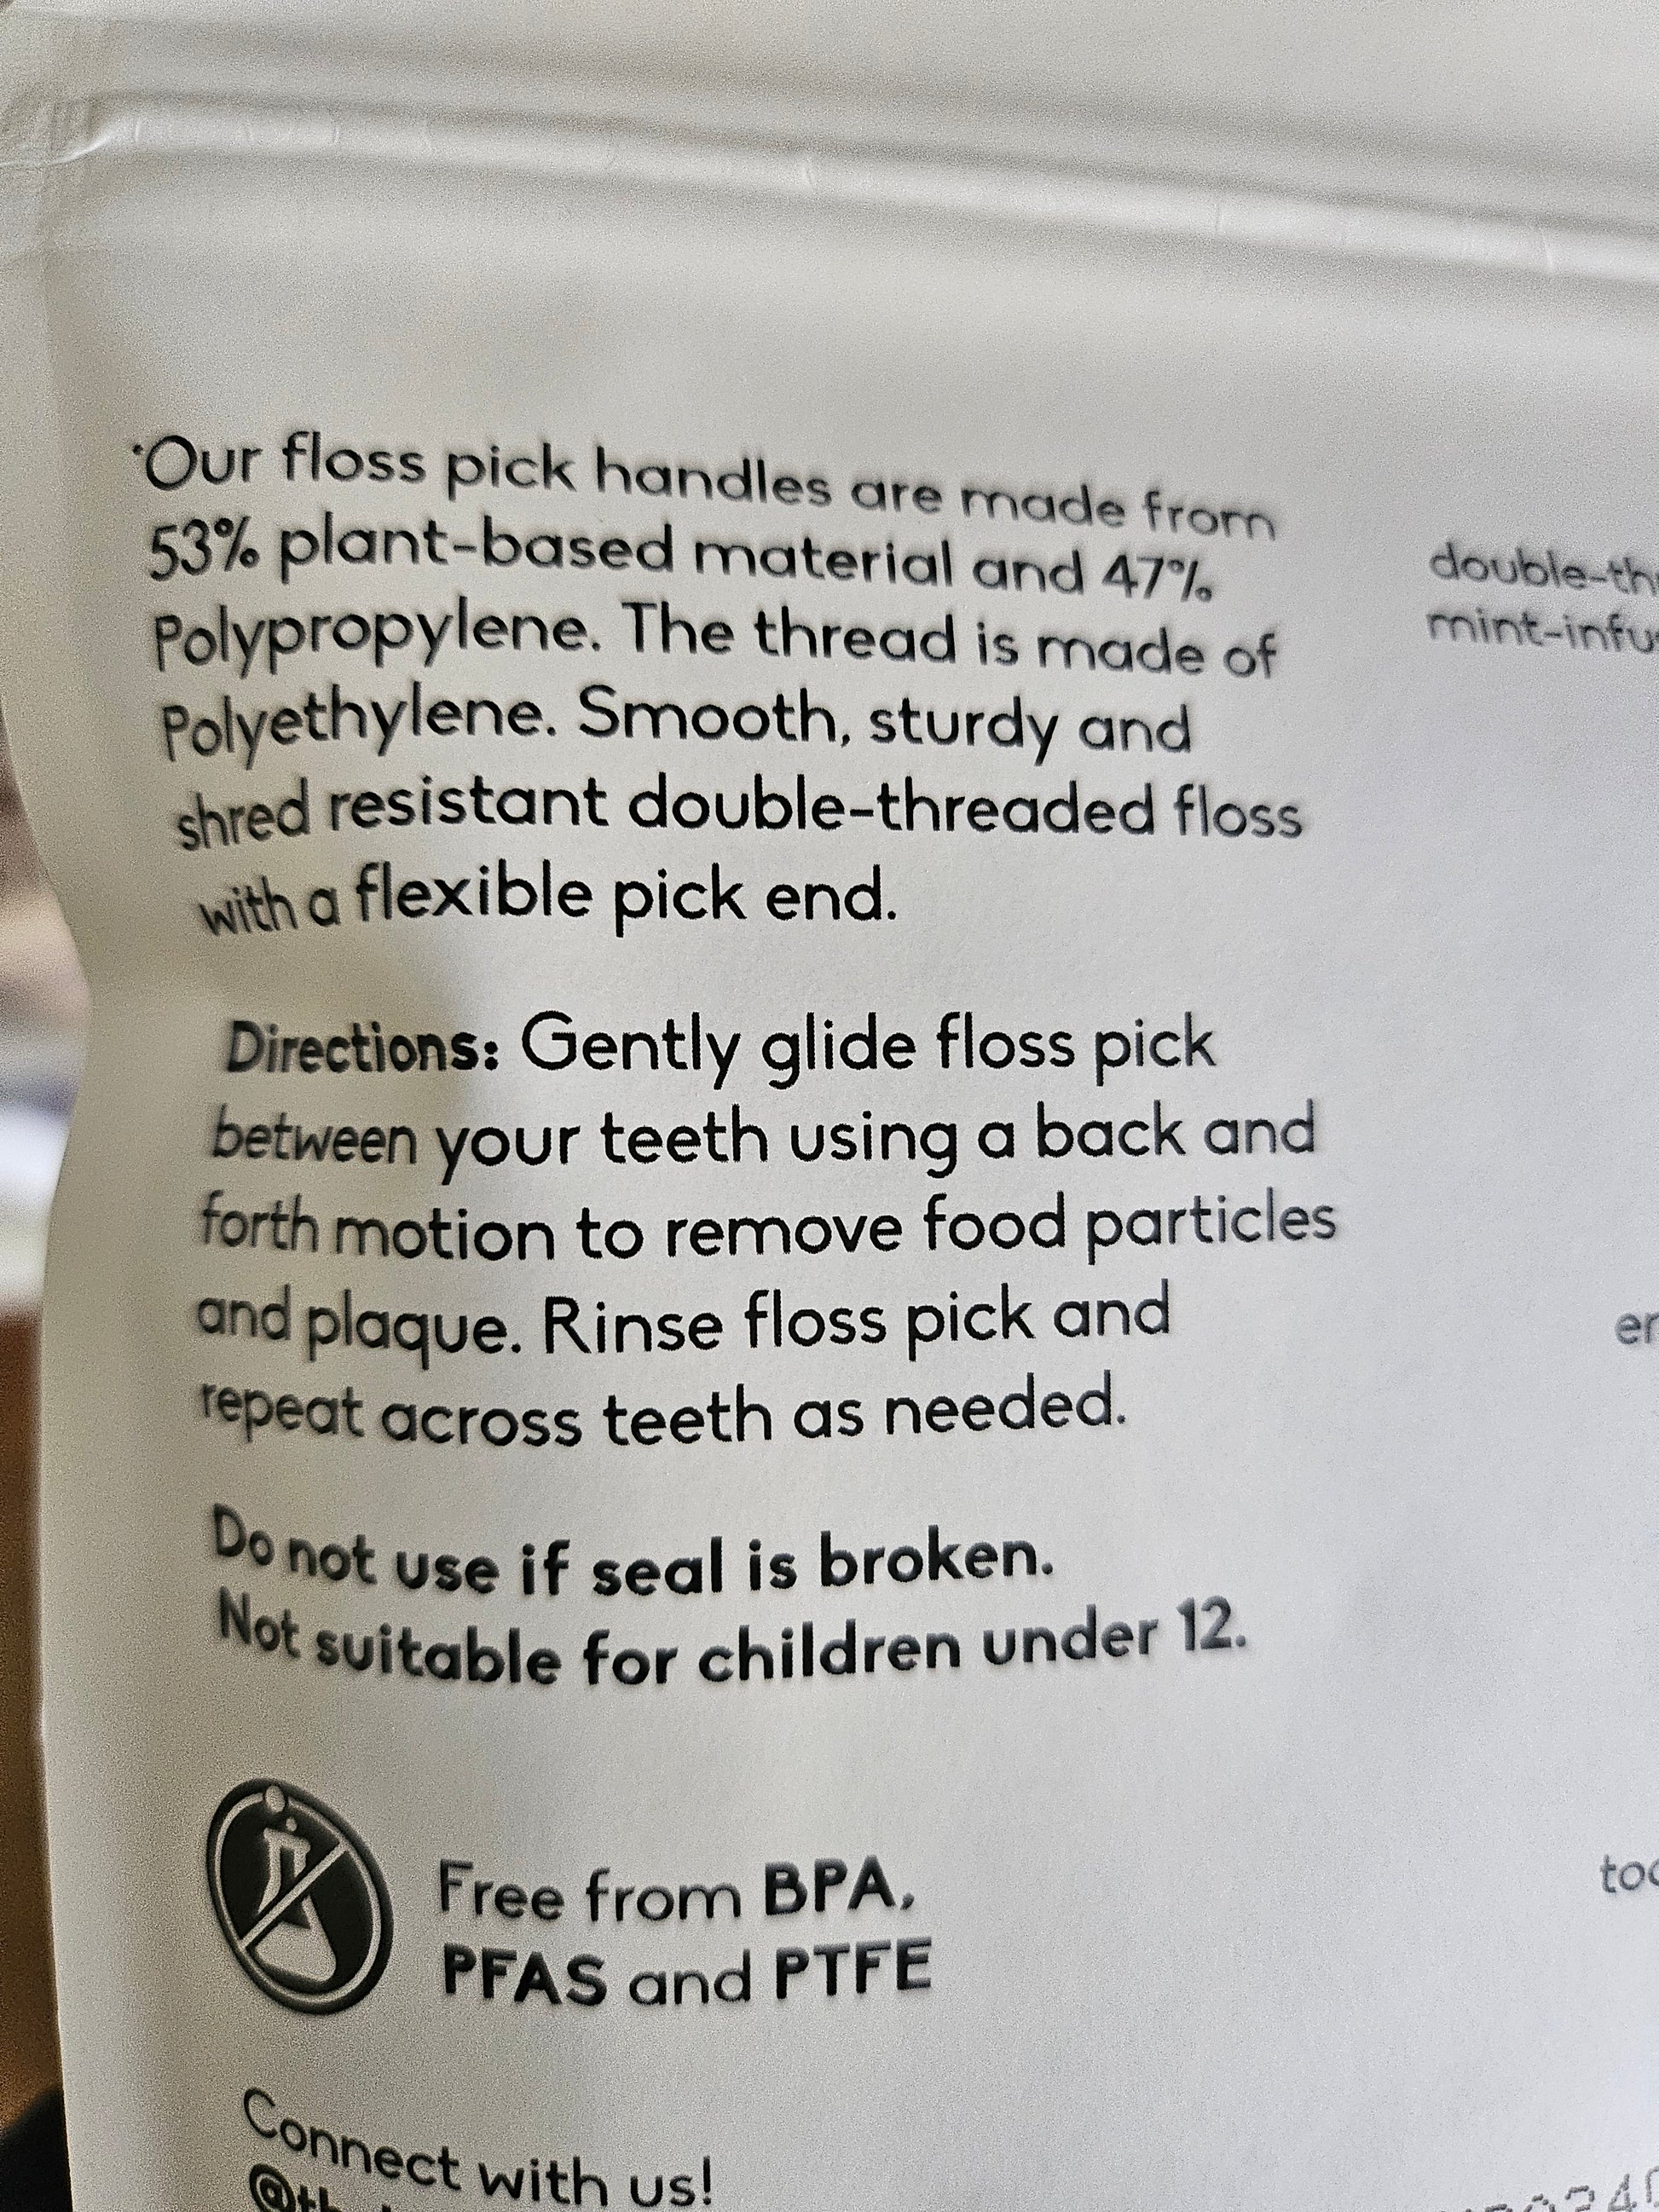 *Our floss pick handles are made from
53% plant-based material and 47%
Polypropylene. The thread is made of
Polyethylene. Smooth, sturdy and
shred resistant double-threaded floss
with a flexible pick end.
Directions: Gently glide floss pick
between your teeth using a back and
forth motion to remove food particles
and plaque. Rinse floss pick and
repeat across teeth as needed.
Do not use if seal is broken.
Not suitable for children under 12.
Free from BPA,
PFAS and PTFE
Connect with us!